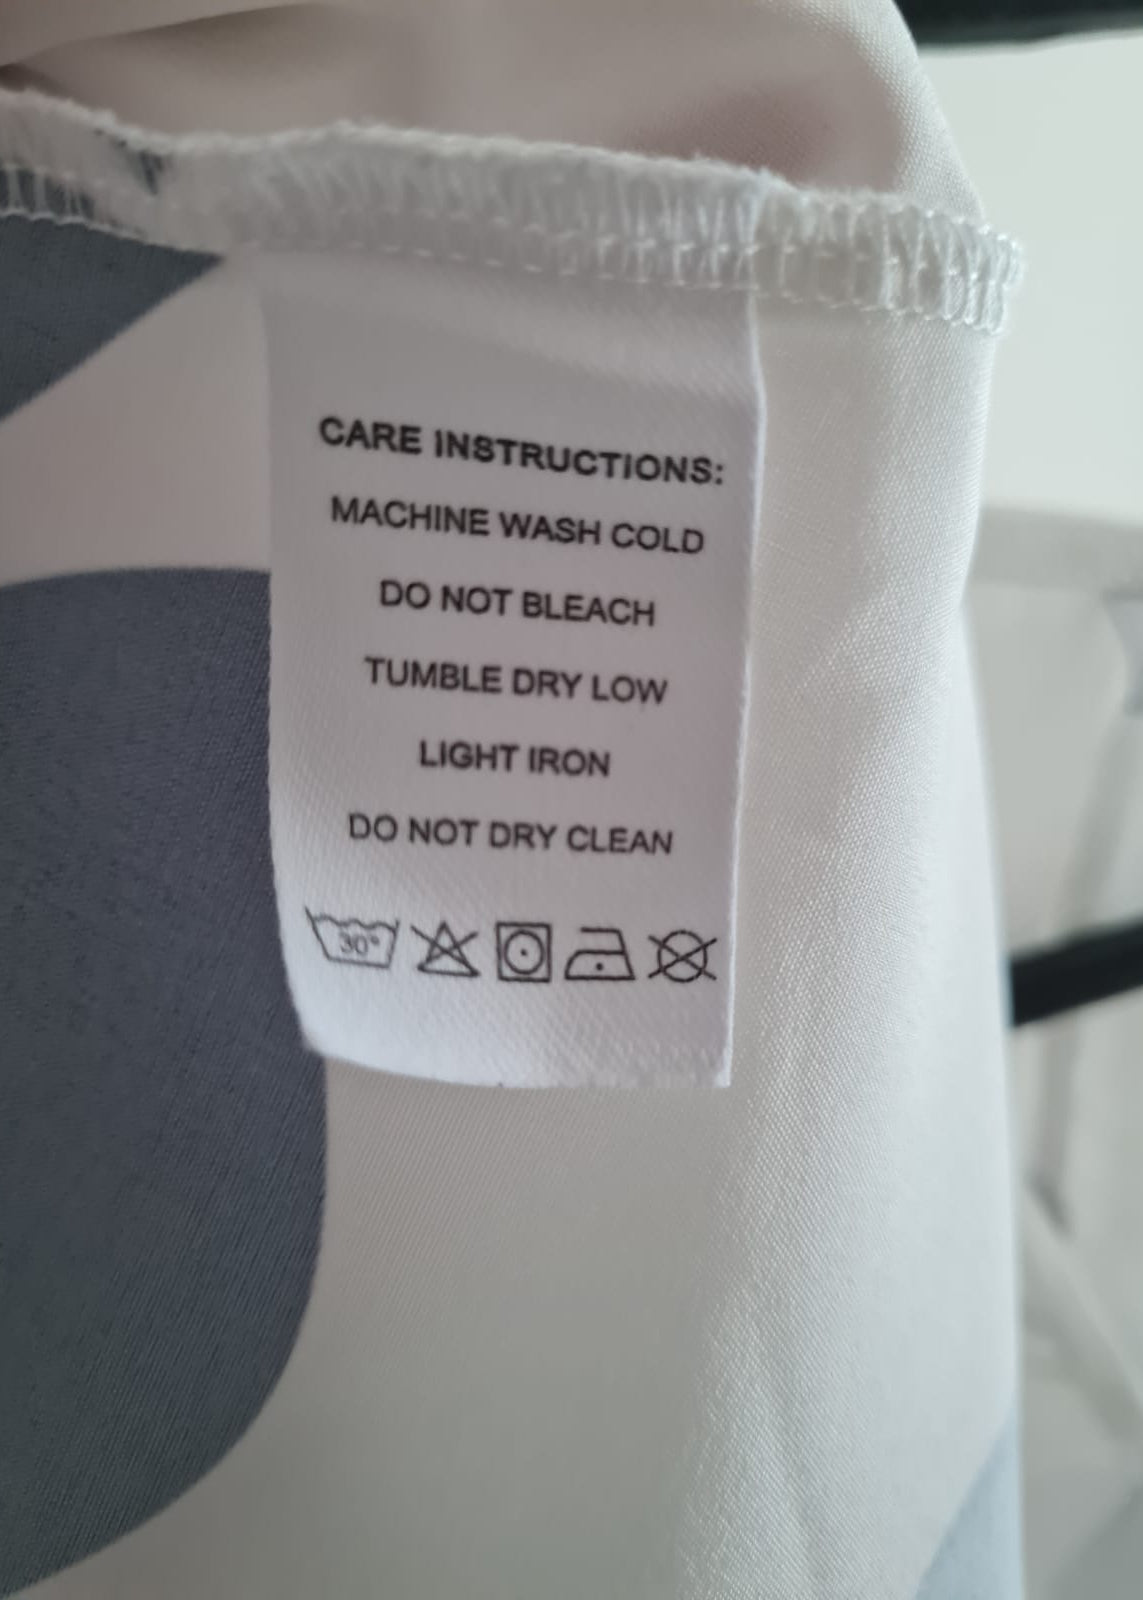 CARE INSTRUCTIONS:
MACHINE WASH COLD
DO NOT BLEACH
TUMBLE DRY LOW
LIGHT IRON
DO NOT DRY CLEAN
30°